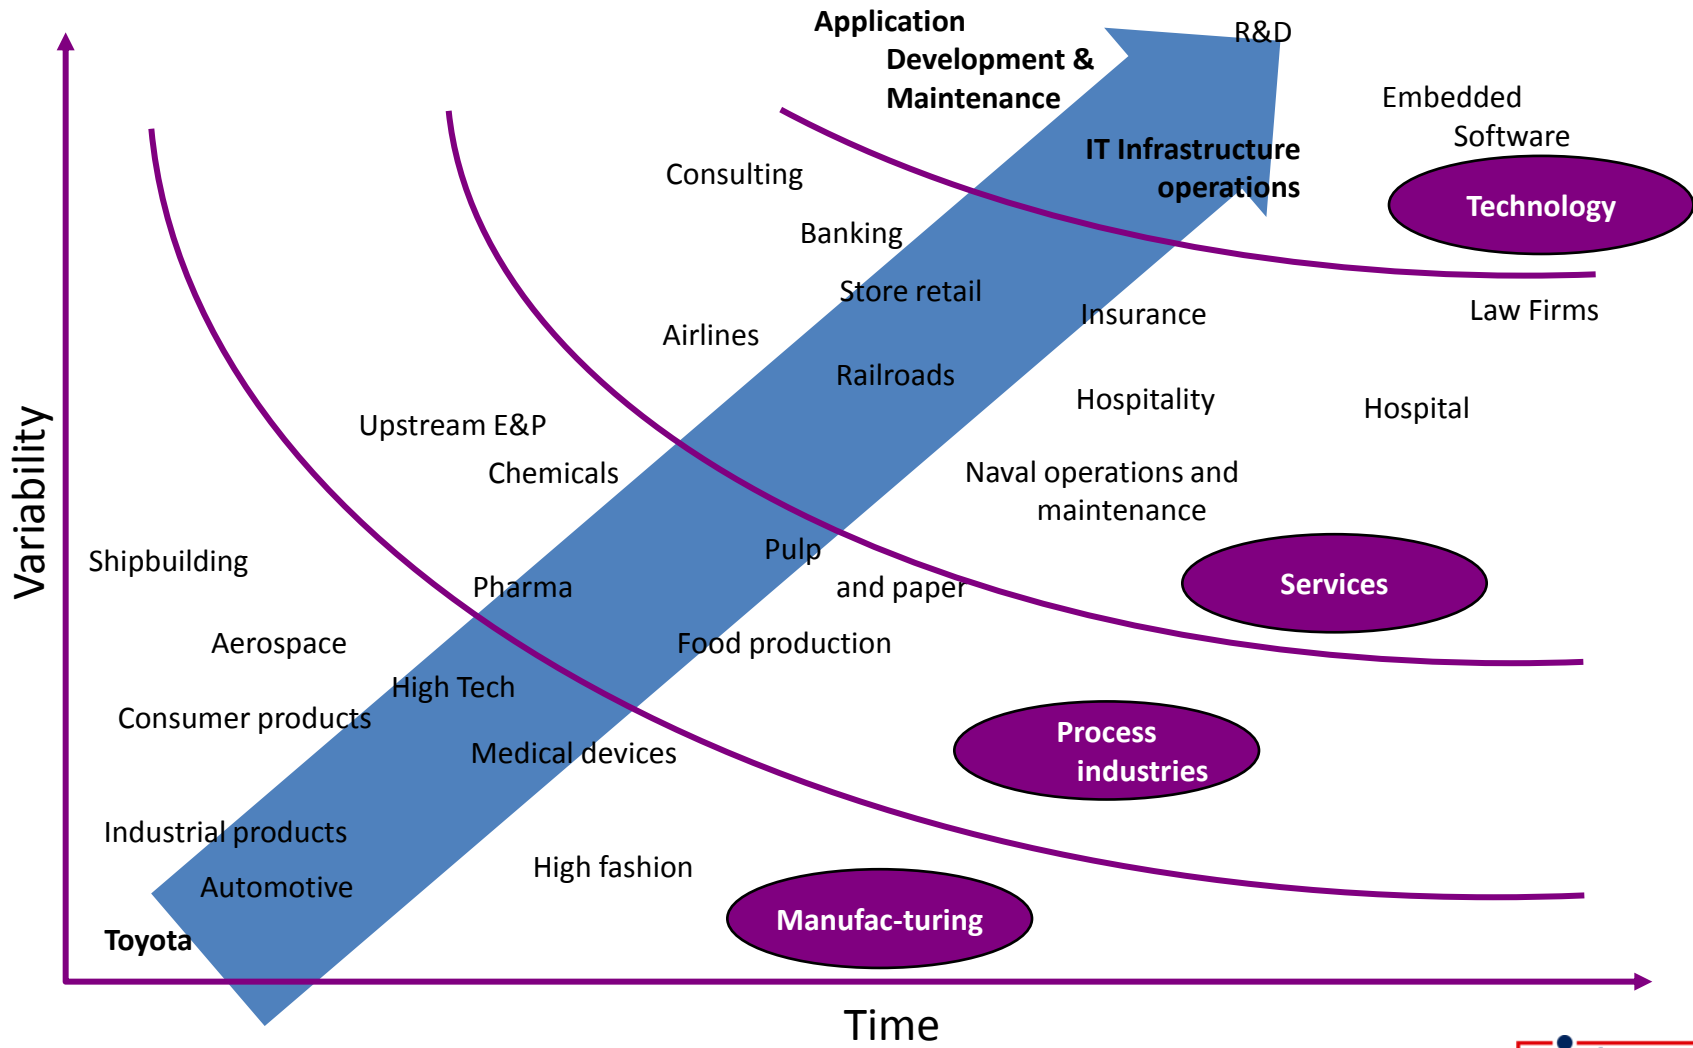 Application
Development &
Maintenance
R&D
Embedded
Software
IT Infrastructure
operations
Consulting
Technology
Banking
Store retail
Insurance
Law Firms
Airlines
Railroads
Hospitality
Hospital
Upstream E&P
Chemicals
Naval operations and
maintenance
Variability
Shipbuilding
Pulp
and paper
Pharma
Services
Aerospace
Food production
High Tech
Consumer products
Medical devices
Process
industries
Industrial products
High fashion
Automotive
Manufac-turing
Toyota
Time